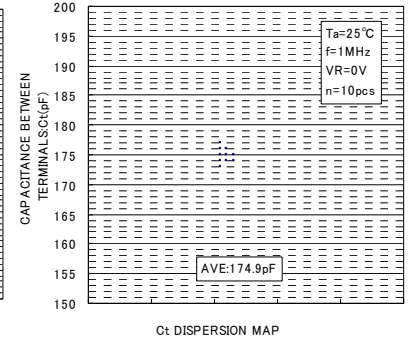 200
195
190
185
180
175
170
165
160
155
150
CAPACITANCE BETWEEN
TERMINALS:Ct(pF)
Ta=25°C
f=1MHz
VR=0V
n=10pcs
AVE:174.9pF
Ct DISPERSION MAP